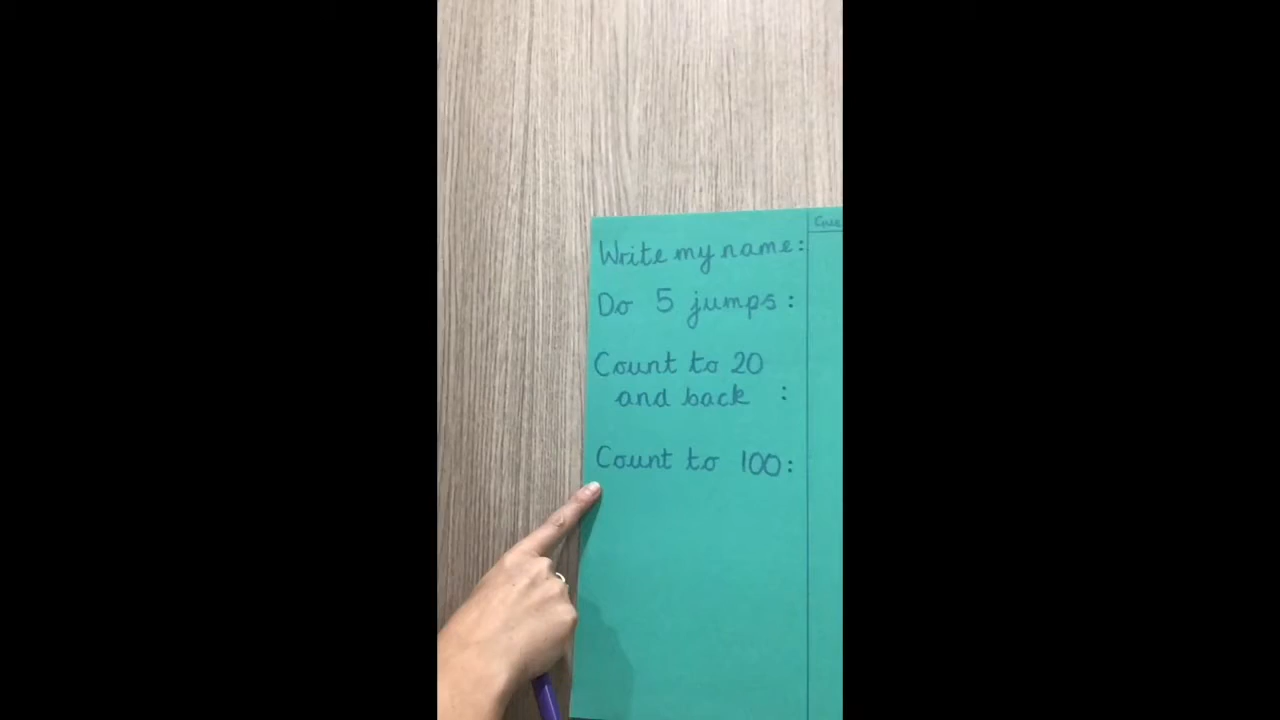 Write my name:
Do 5 jumps:
Count to 20
and back :
Count to 100: